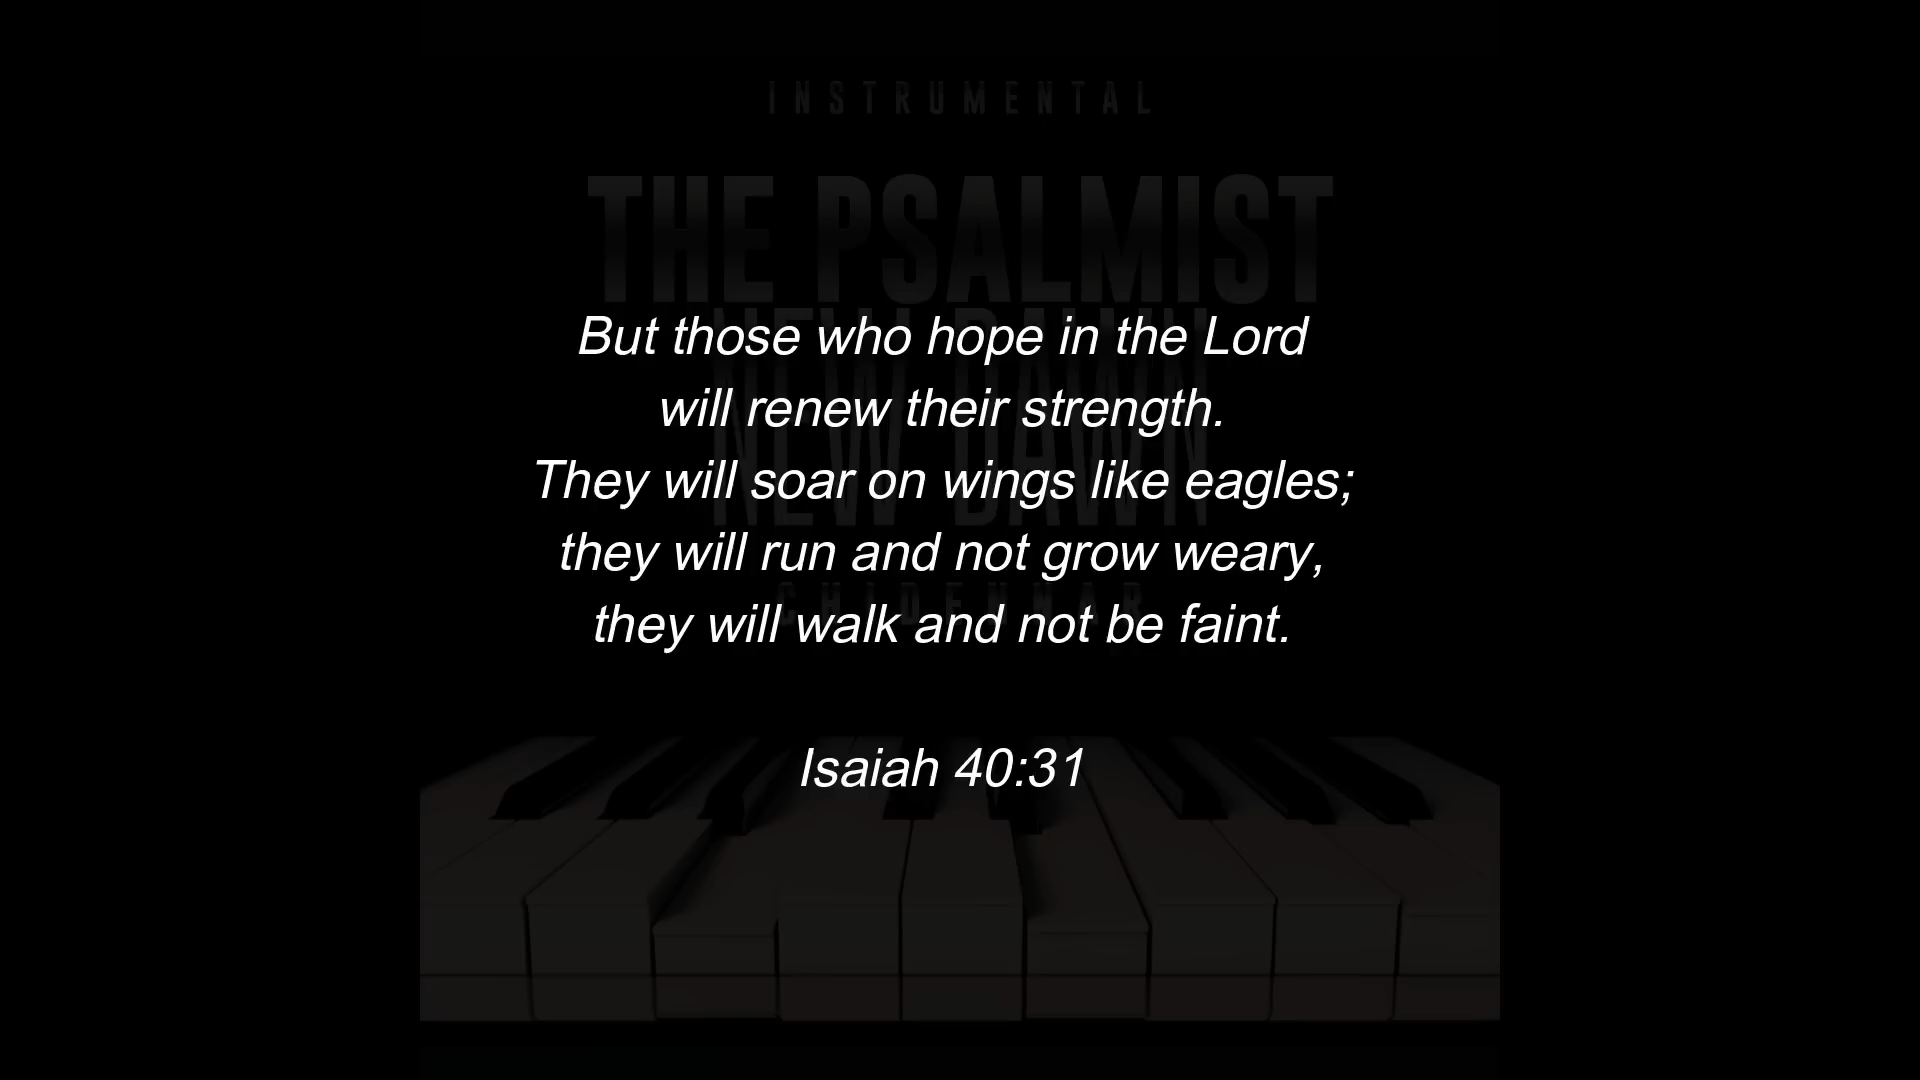 INSTRUMENTAL
THE PSALMIST
NEW DAWN
But those who hope in the Lord
will renew their strength.
They will soar on wings like eagles;
they will run and not grow weary,
they will walk and not be faint.
Isaiah 40:31